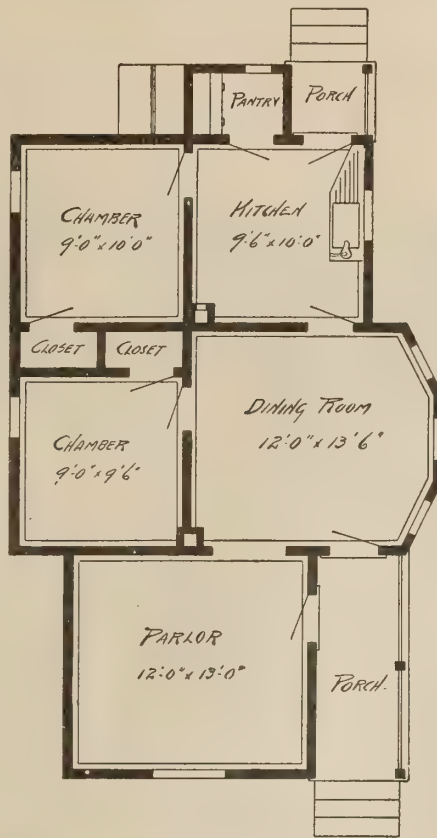 PANTRY
PORCH
CHAMBER
9'-0" x 10'-0"
KITCHEN
9'-6" x 10'-0"
CLOSET
CLOSET
DINING ROOM
12'-0" x 13'-6"
CHAMBER
9'-0" x 9'-6"
PARLOR
12'-0" x 13'-0"
PORCH.